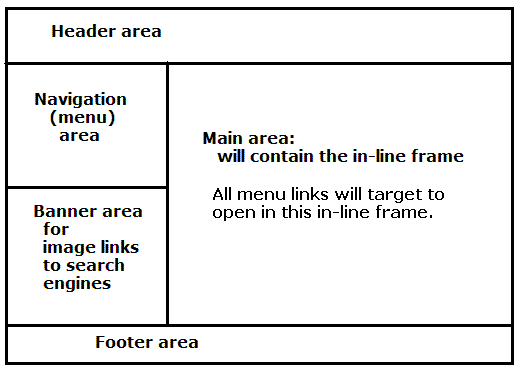 Header area
Navigation
(menu)
area
Main area:
will contain the in-line frame
All menu links will target to
open in this in-line frame.
Banner area
for
image links
to search
engines
Footer area